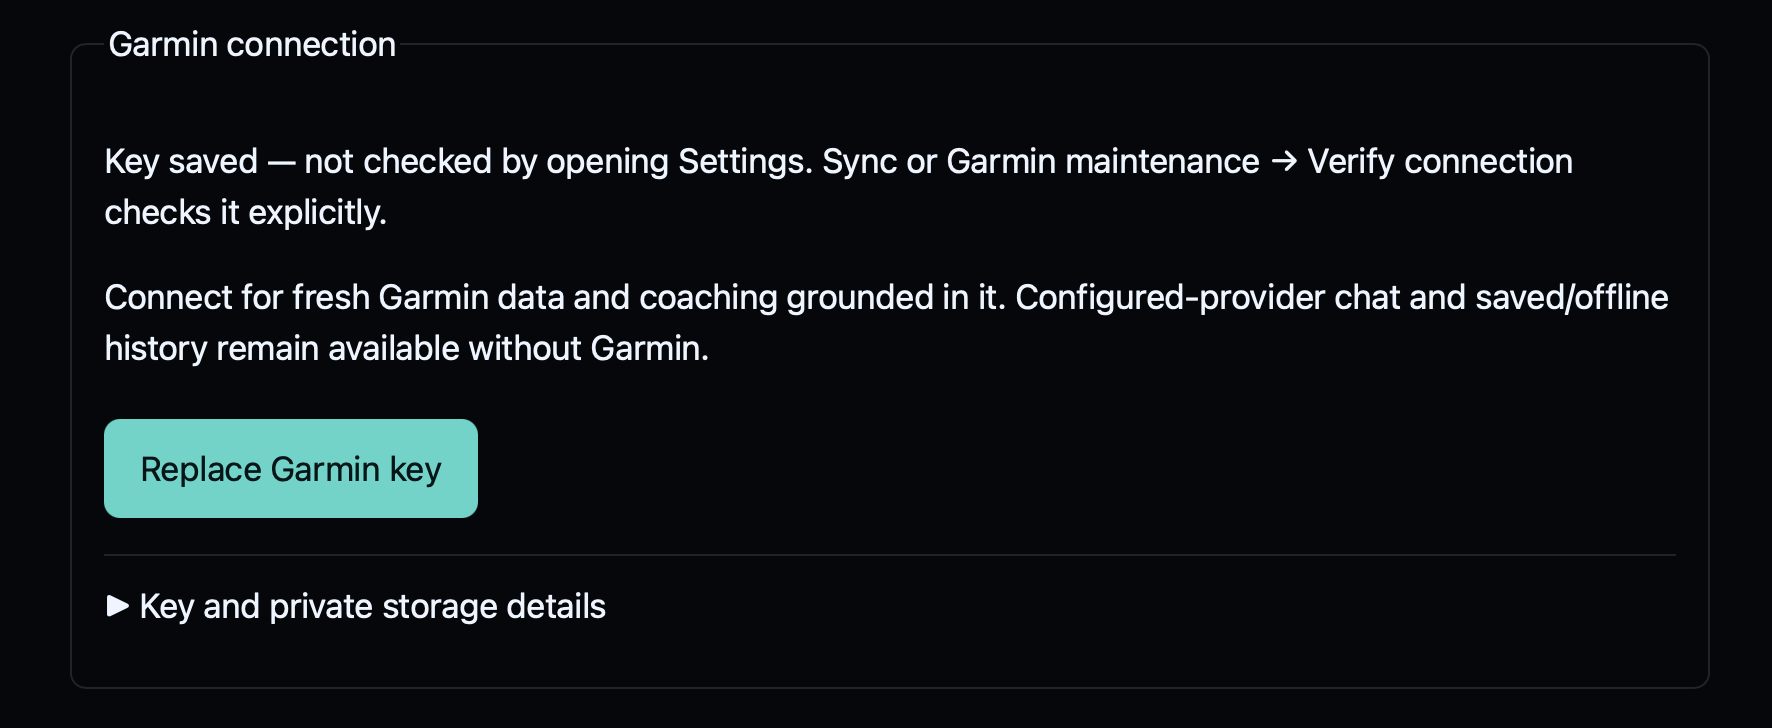 Garmin connection
Key saved — not checked by opening Settings. Sync or Garmin maintenance → Verify connection
checks it explicitly.
Connect for fresh Garmin data and coaching grounded in it. Configured-provider chat and saved/offline
history remain available without Garmin.
Replace Garmin key
▶ Key and private storage details